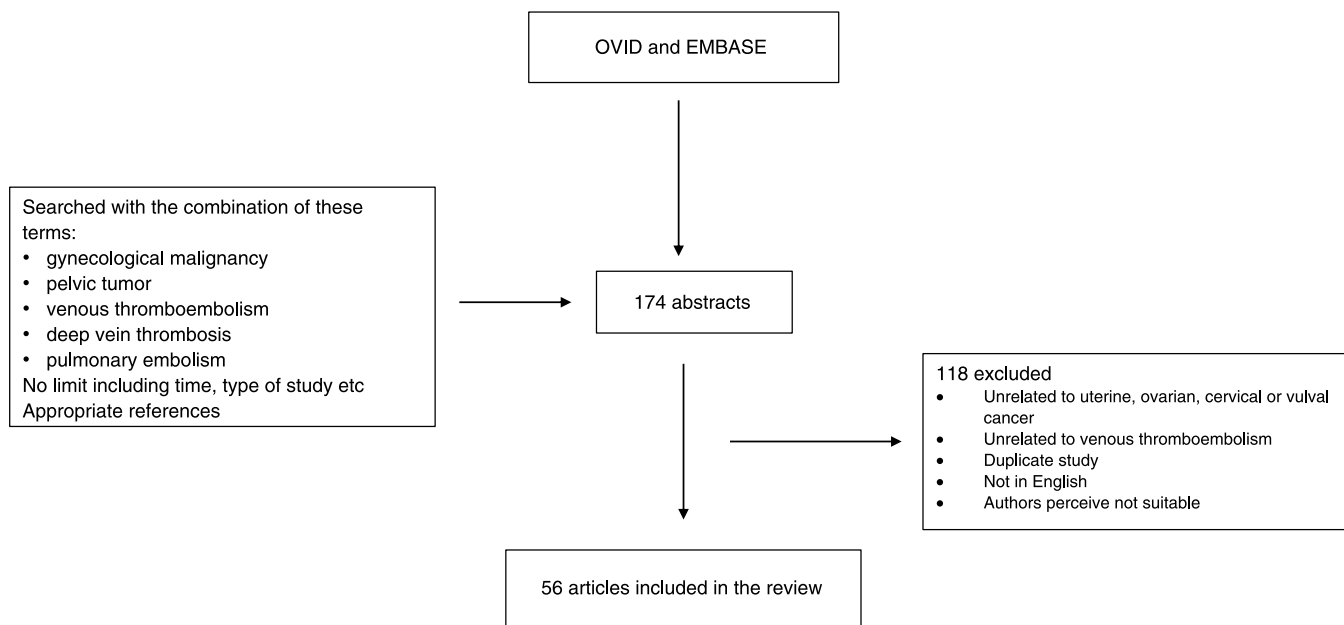 OVID and EMBASE
Searched with the combination of these
terms:
• gynecological malignancy
• pelvic tumor
• venous thromboembolism
• deep vein thrombosis
• pulmonary embolism
No limit including time, type of study etc
Appropriate references
174 abstracts
118 excluded
• Unrelated to uterine, ovarian, cervical or vulval
cancer
• Unrelated to venous thromboembolism
• Duplicate study
• Not in English
• Authors perceive not suitable
56 articles included in the review